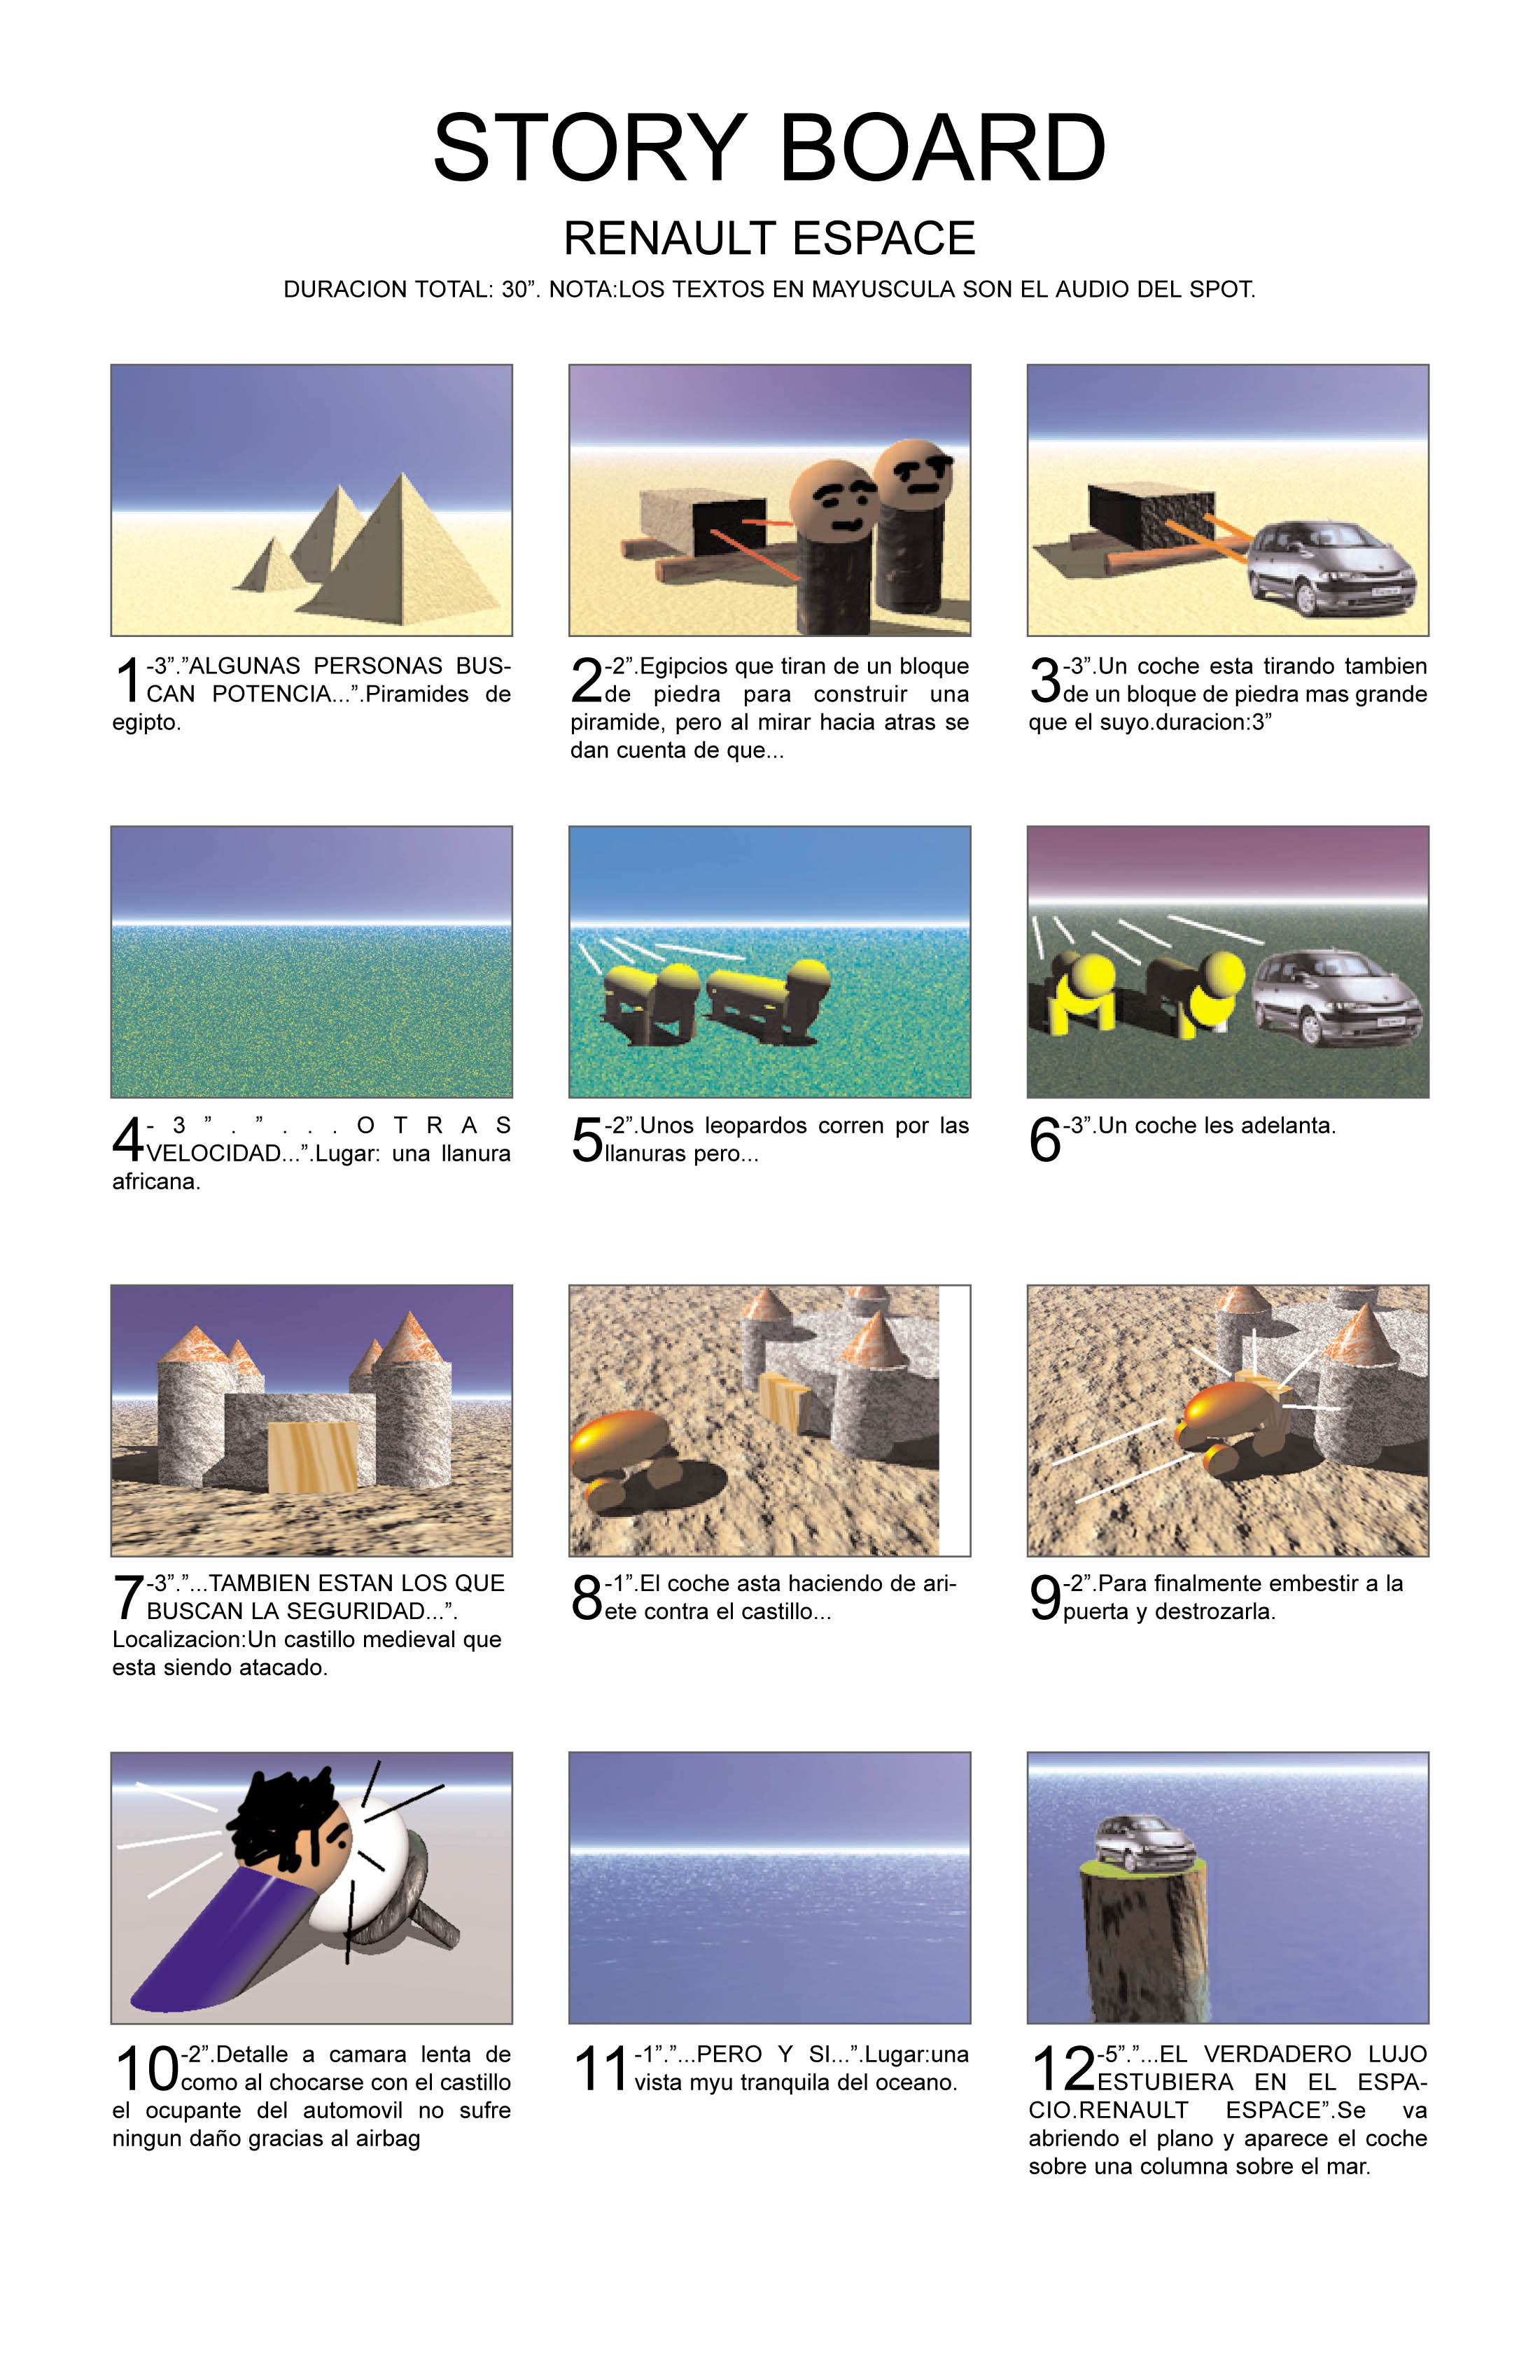 STORY BOARD
RENAULT ESPACE
DURACION TOTAL: 30”. NOTA:LOS TEXTOS EN MAYUSCULA SON EL AUDIO DEL SPOT.
1-3”.”ALGUNAS PERSONAS BUS-
CAN POTENCIA...”.Piramides de
egipto.
2-2”.Egipcios que tiran de un bloque
de piedra para construir una
piramide, pero al mirar hacia atras se
dan cuenta de que...
3-3”.Un coche esta tirando tambien
de un bloque de piedra mas grande
que el suyo.duracion:3”
4-3”.”...OTRAS
VELOCIDAD...”.Lugar: una llanura
africana.
5-2”.Unos leopardos corren por las
llanuras pero...
6-3”.Un coche les adelanta.
7-3”.”...TAMBIEN ESTAN LOS QUE
BUSCAN LA SEGURIDAD...”.
Localizacion:Un castillo medieval que
esta siendo atacado.
8-1”.El coche asta haciendo de ari-
ete contra el castillo...
9-2”.Para finalmente embestir a la
puerta y destrozarla.
10-2”.Detalle a camara lenta de
como al chocarse con el castillo
el ocupante del automovil no sufre
ningun daño gracias al airbag
11-1”.”...PERO Y SI...”.Lugar:una
vista myu tranquila del oceano.
12-5”.”...EL VERDADERO LUJO
ESTUBIERA EN EL ESPA-
CIO.RENAULT ESPACE”.Se va
abriendo el plano y aparece el coche
sobre una columna sobre el mar.